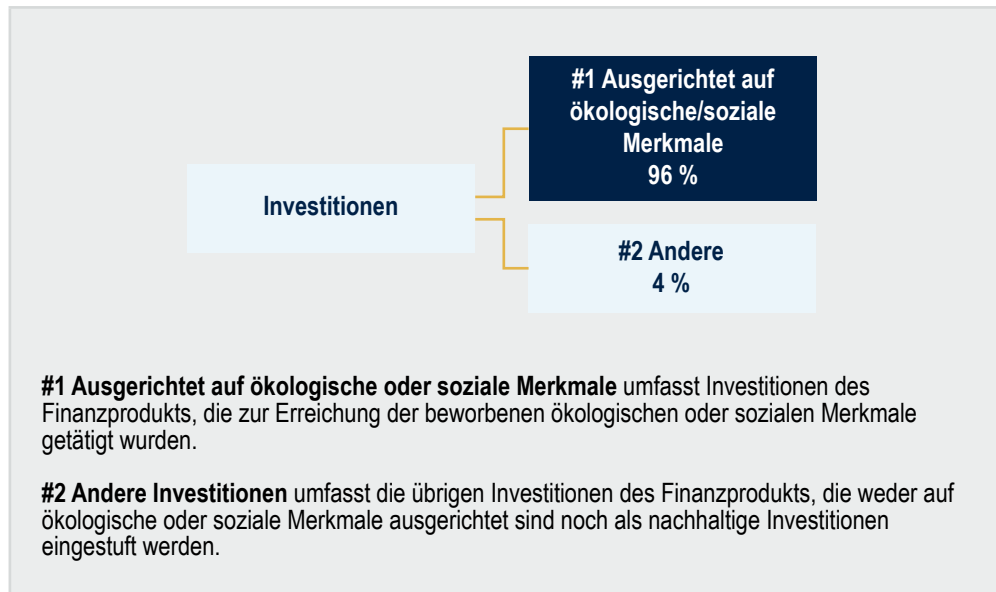 #1 Ausgerichtet auf
ökologische/soziale
Merkmale
96 %
Investitionen
#2 Andere
4 %
#1 Ausgerichtet auf ökologische oder soziale Merkmale umfasst Investitionen des
Finanzprodukts, die zur Erreichung der beworbenen ökologischen oder sozialen Merkmale
getätigt wurden.
#2 Andere Investitionen umfasst die übrigen Investitionen des Finanzprodukts, die weder auf
ökologische oder soziale Merkmale ausgerichtet sind noch als nachhaltige Investitionen
eingestuft werden.